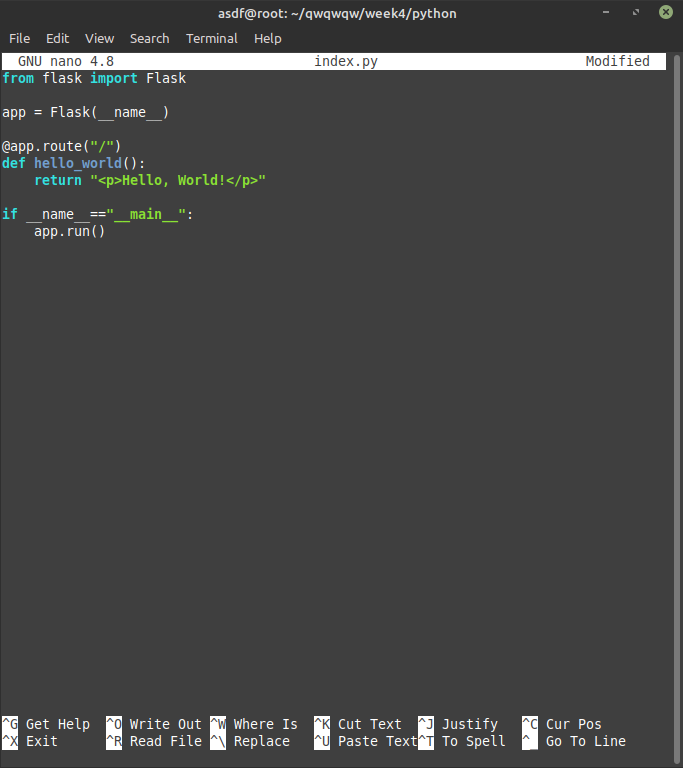 asdf@root: ~/qwqwqw/week4/python
File Edit View Search Terminal Help
GNU nano 4.8 index.py Modified
from flask import Flask
app = Flask(__name__)
@app.route("/")
def hello_world():
    return "<p>Hello, World!</p>"
if __name__=="__main__":
    app.run()
^G Get Help ^O Write Out ^W Where Is ^K Cut Text ^J Justify ^C Cur Pos
^X Exit ^R Read File ^\ Replace ^U Paste Text ^T To Spell ^_ Go To Line